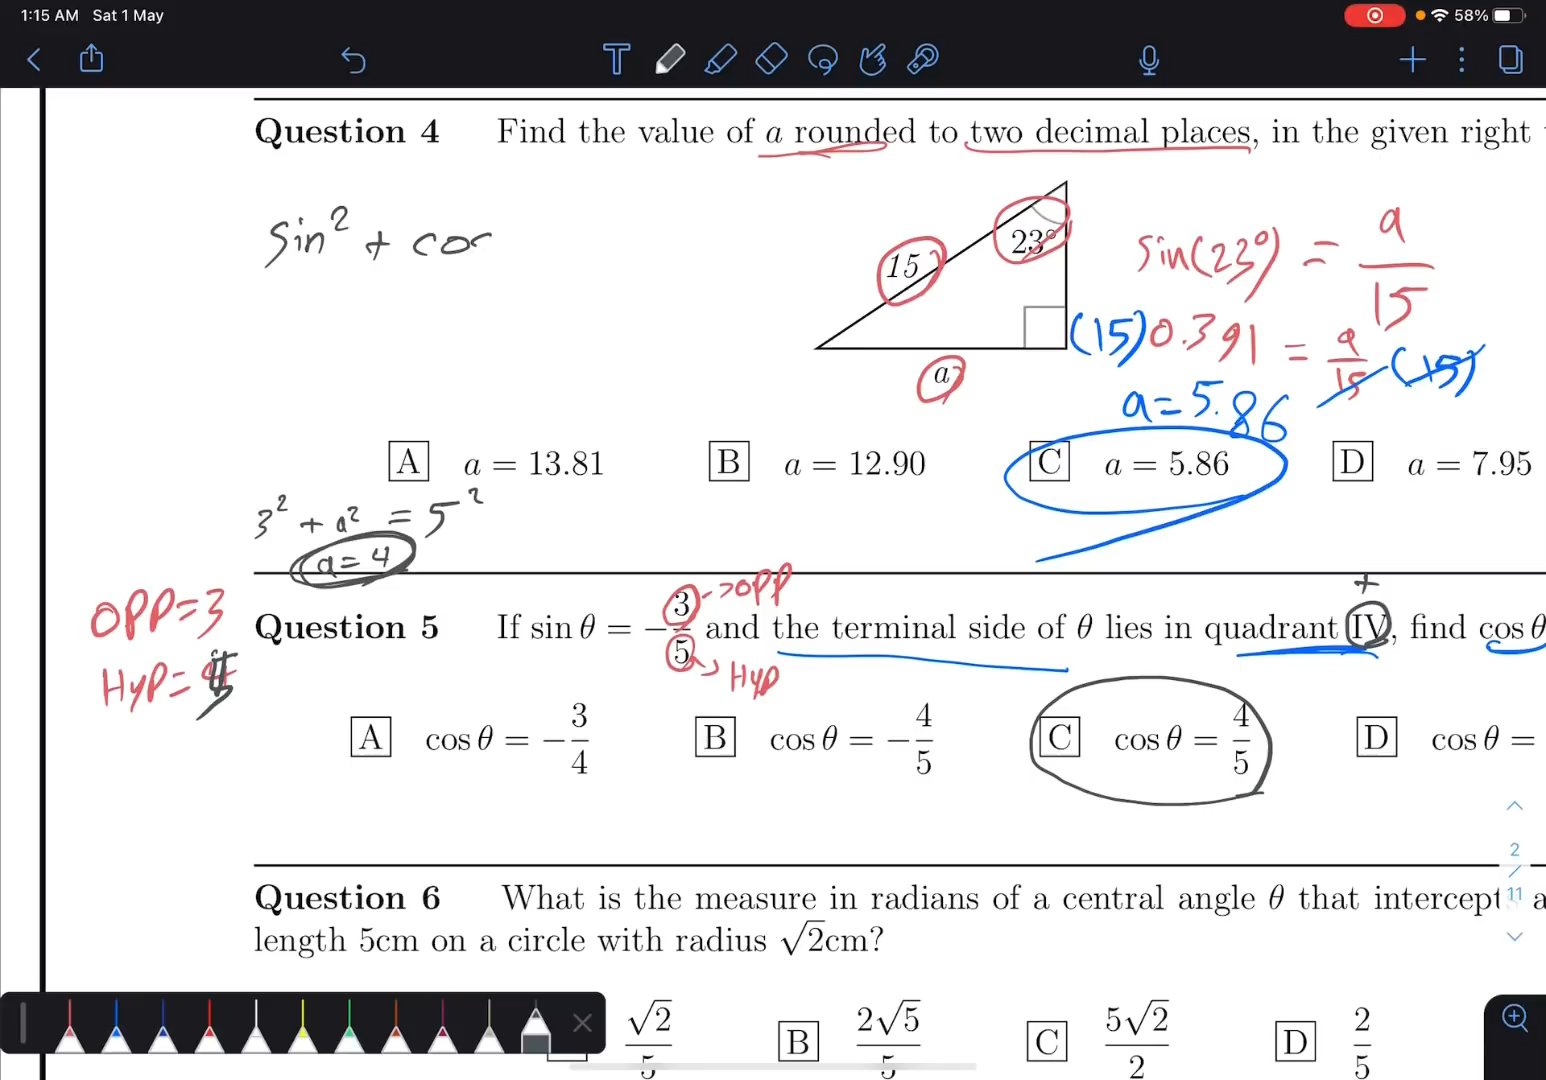 1:15 AM Sat 1 May
58%
Question 4 Find the value of a rounded to two decimal places, in the given right
sin² + cos
15
23°
a
sin(23°) = a/15
(15) 0.391 = a/15 (15)
a = 5.86
A a = 13.81
B a = 12.90
C a = 5.86
D a = 7.95
3² + a² = 5²
a = 4
OPP = 3
HYP = 5
Question 5 If sin θ = −3/5 and the terminal side of θ lies in quadrant IV, find cos θ
-> OPP
-> HYP
+
A cos θ = −3/4
B cos θ = −4/5
C cos θ = 4/5
D cos θ =
Question 6 What is the measure in radians of a central angle θ that intercept a
length 5cm on a circle with radius √2cm?
√2/5
B 2√5/5
C 5√2/2
D 2/5
2
/
11